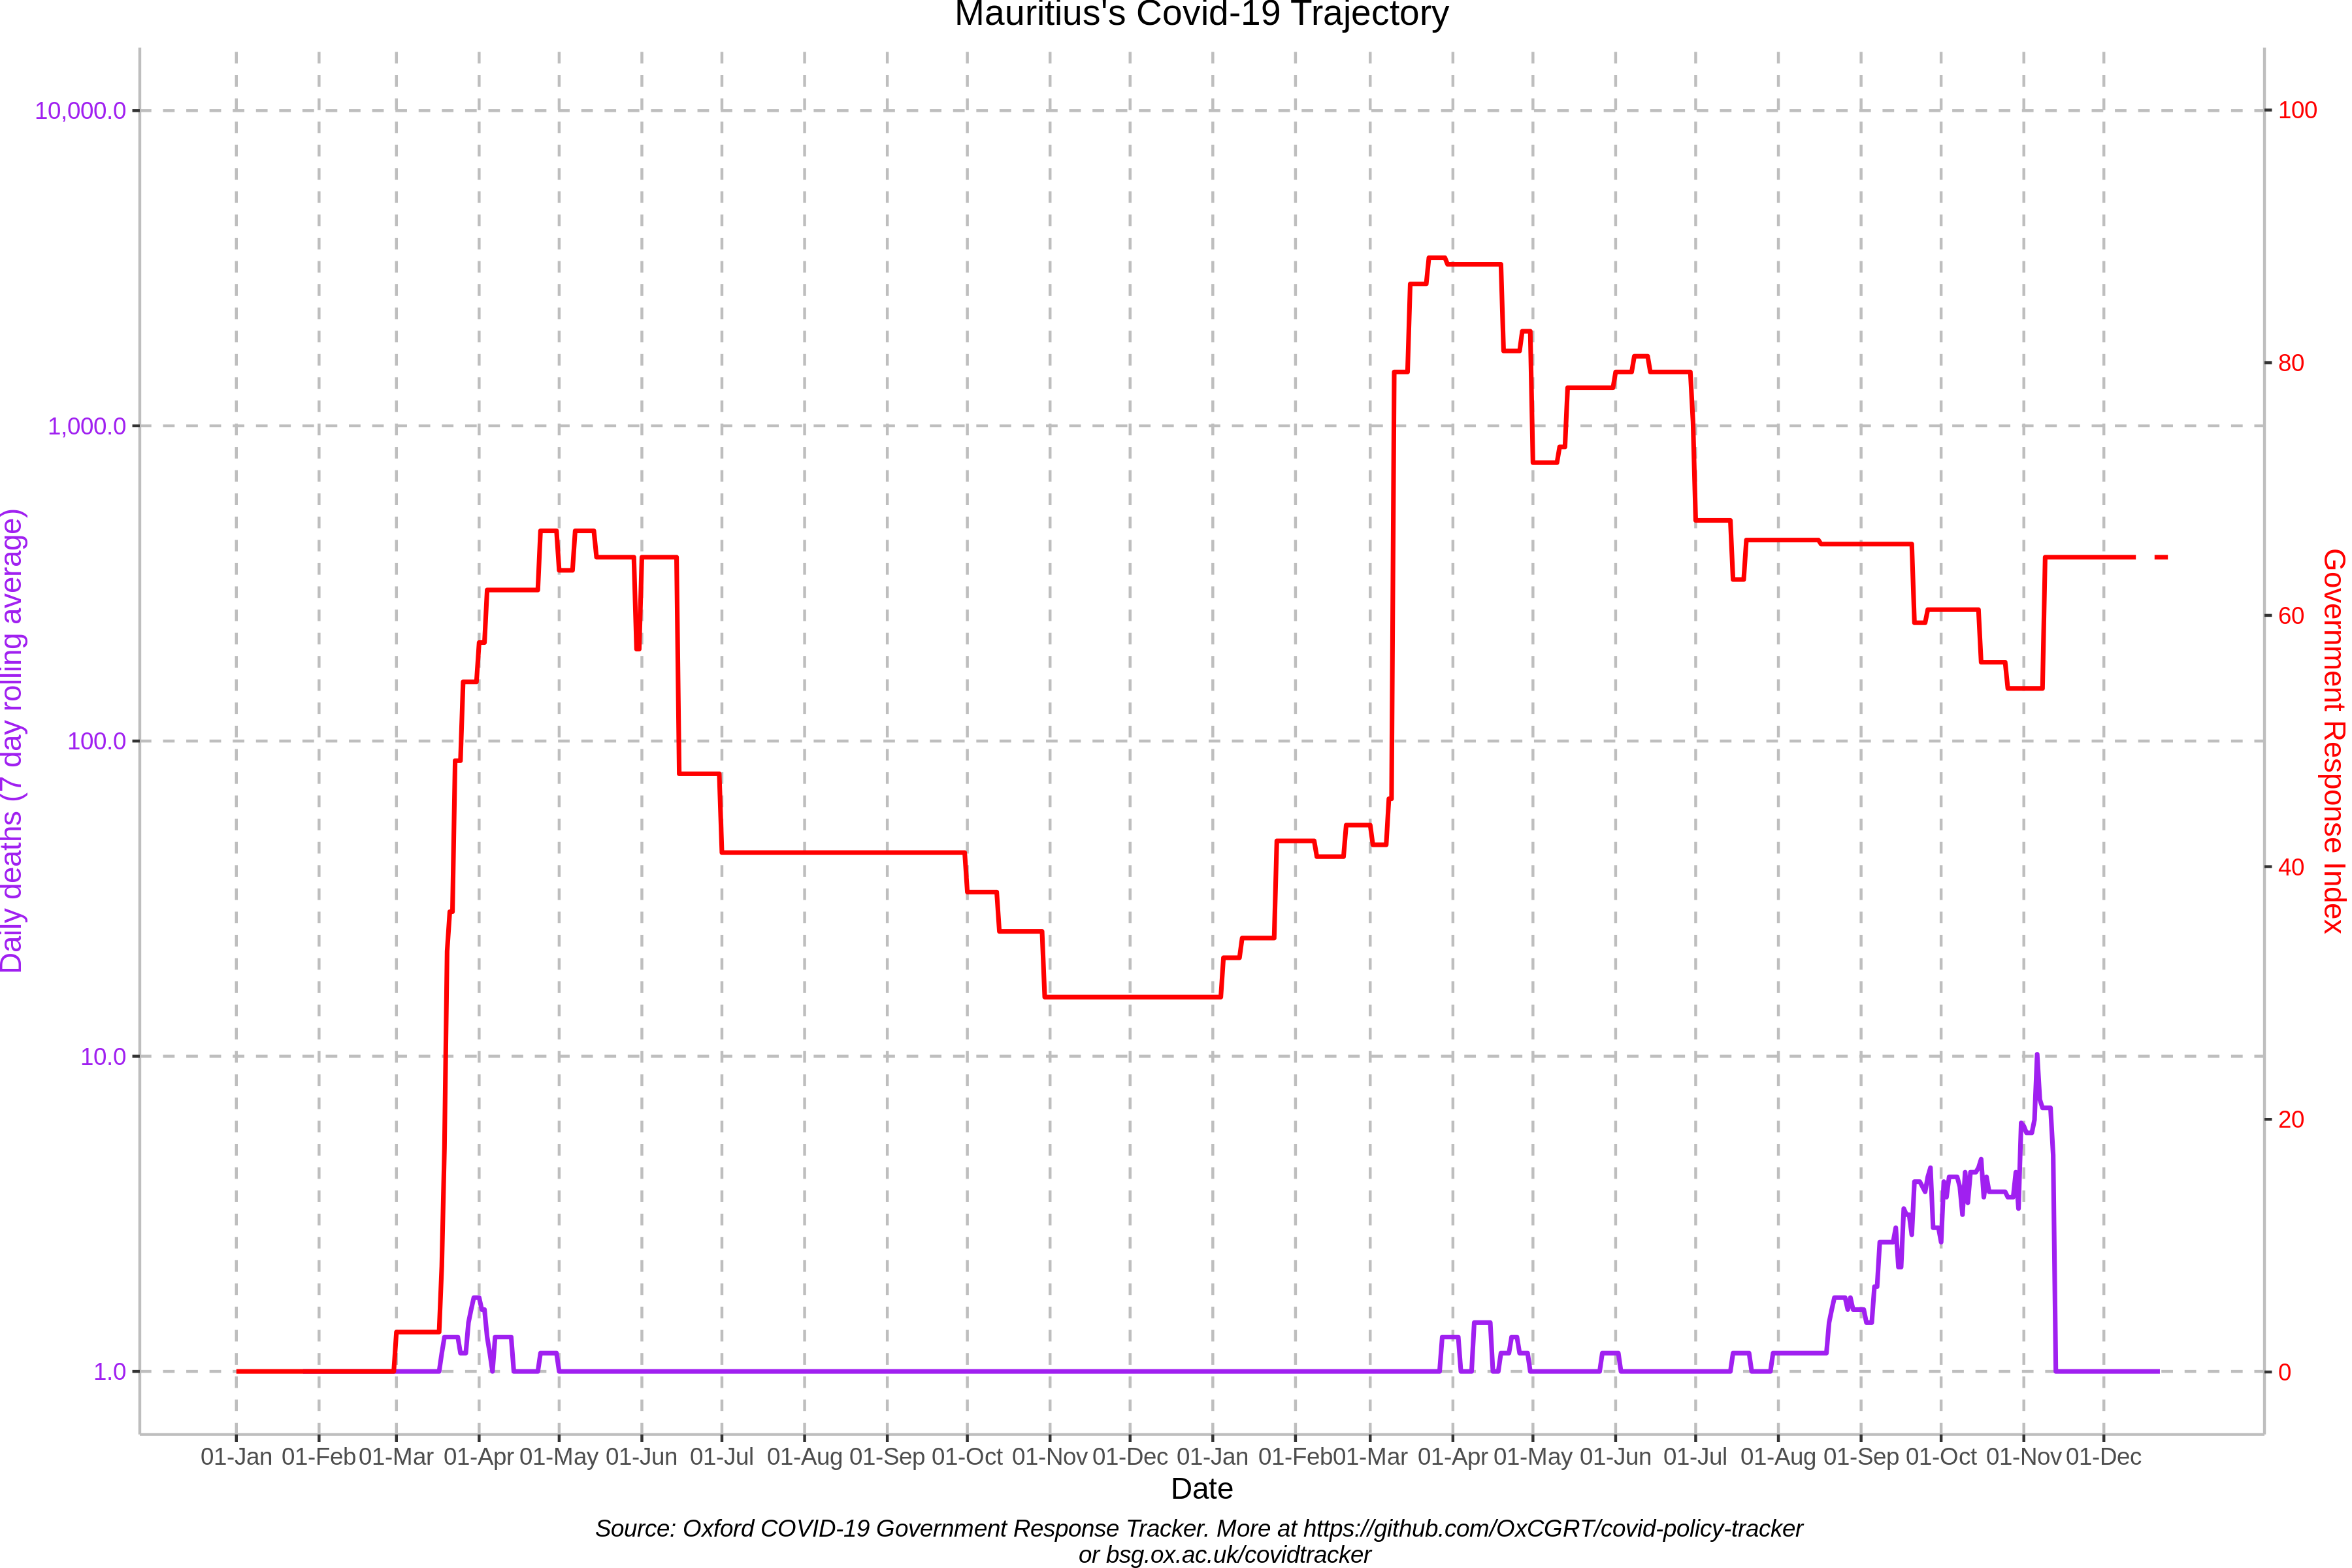 Mauritius's Covid-19 Trajectory
10,000.0
1,000.0
100.0
10.0
1.0
Daily deaths (7 day rolling average)
100
80
60
40
20
0
Government Response Index
01-Jan 01-Feb 01-Mar 01-Apr 01-May 01-Jun 01-Jul 01-Aug 01-Sep 01-Oct 01-Nov 01-Dec 01-Jan 01-Feb 01-Mar 01-Apr 01-May 01-Jun 01-Jul 01-Aug 01-Sep 01-Oct 01-Nov 01-Dec
Date
Source: Oxford COVID-19 Government Response Tracker. More at https://github.com/OxCGRT/covid-policy-tracker
or bsg.ox.ac.uk/covidtracker